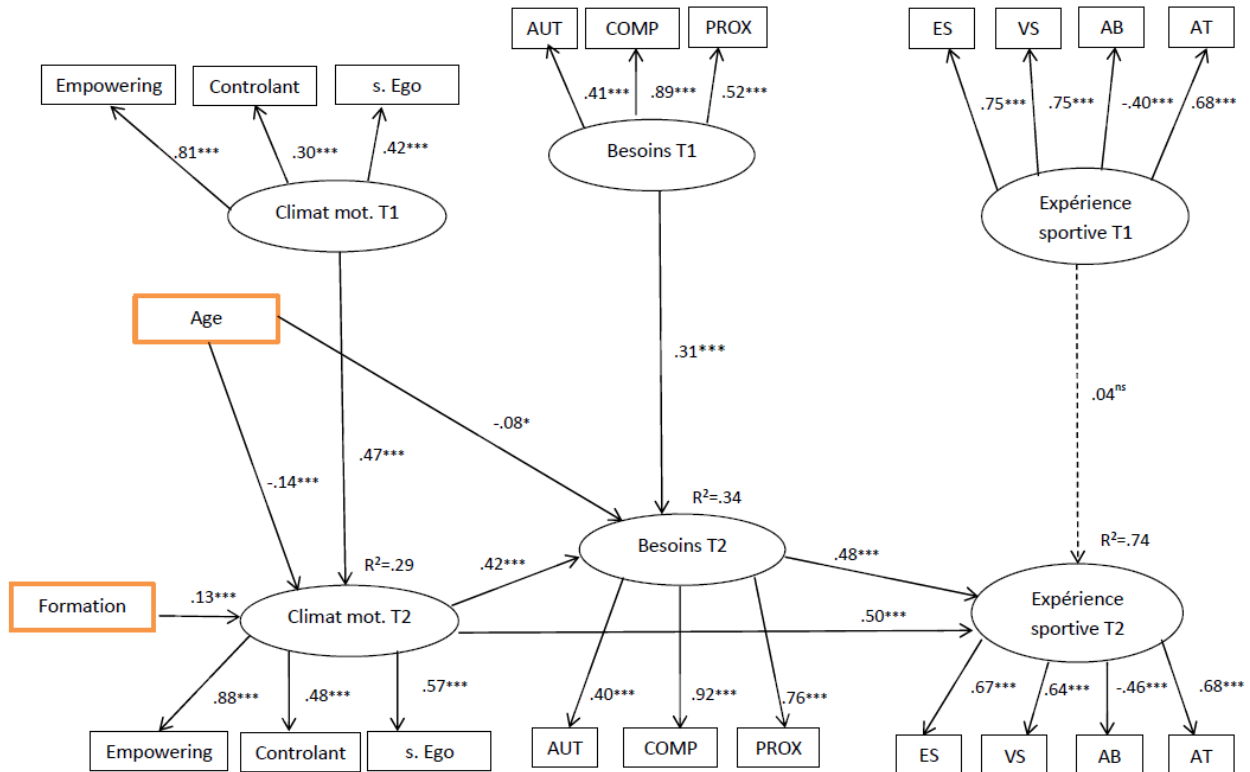 AUT COMP PROX
ES VS AB AT
Empowering Controlant s. Ego
.41*** .89*** .52***
.75*** .75*** -.40*** .68***
.81*** .30*** .42***
Besoins T1
Climat mot. T1
Expérience
sportive T1
Age
.31***
.04ns
-.08*
.47***
-.14***
R²=.34
Besoins T2
R²=.74
R²=.29
.42***
.48***
Formation
.13***
Climat mot. T2
Expérience
sportive T2
.50***
.88*** .48*** .57***
.40*** .92*** .76***
.67*** .64*** -.46*** .68***
Empowering Controlant s. Ego
AUT COMP PROX
ES VS AB AT